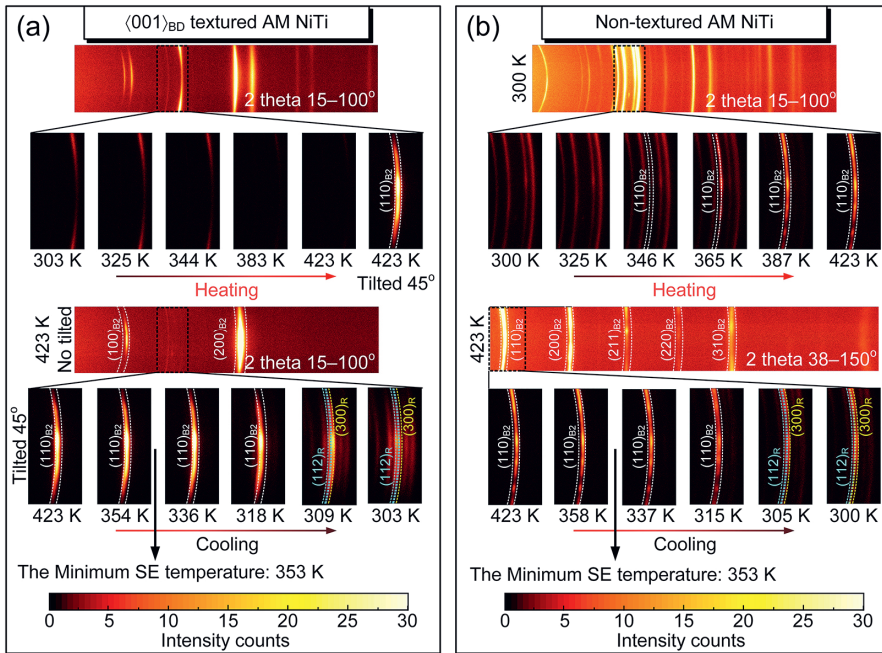 (a)
⟨001⟩BD textured AM NiTi
2 theta 15–100°
(110)B2
303 K 325 K 344 K 383 K 423 K 423 K
Heating
Tilted 45°
423 K
No tilted
(100)B2
(200)B2
2 theta 15–100°
Tilted 45°
(110)B2 (110)B2 (110)B2 (110)B2 (112)R (300)R (112)R (300)R
423 K 354 K 336 K 318 K 309 K 303 K
Cooling
The Minimum SE temperature: 353 K
0 5 10 15 20 25 30
Intensity counts
(b)
Non-textured AM NiTi
300 K
2 theta 15–100°
(110)B2 (110)B2 (110)B2 (110)B2
300 K 325 K 346 K 365 K 387 K 423 K
Heating
423 K
(110)B2 (200)B2 (211)B2 (220)B2 (310)B2
2 theta 38–150°
(110)B2 (110)B2 (110)B2 (110)B2 (112)R (300)R (112)R (300)R
423 K 358 K 337 K 315 K 305 K 300 K
Cooling
The Minimum SE temperature: 353 K
0 5 10 15 20 25 30
Intensity counts